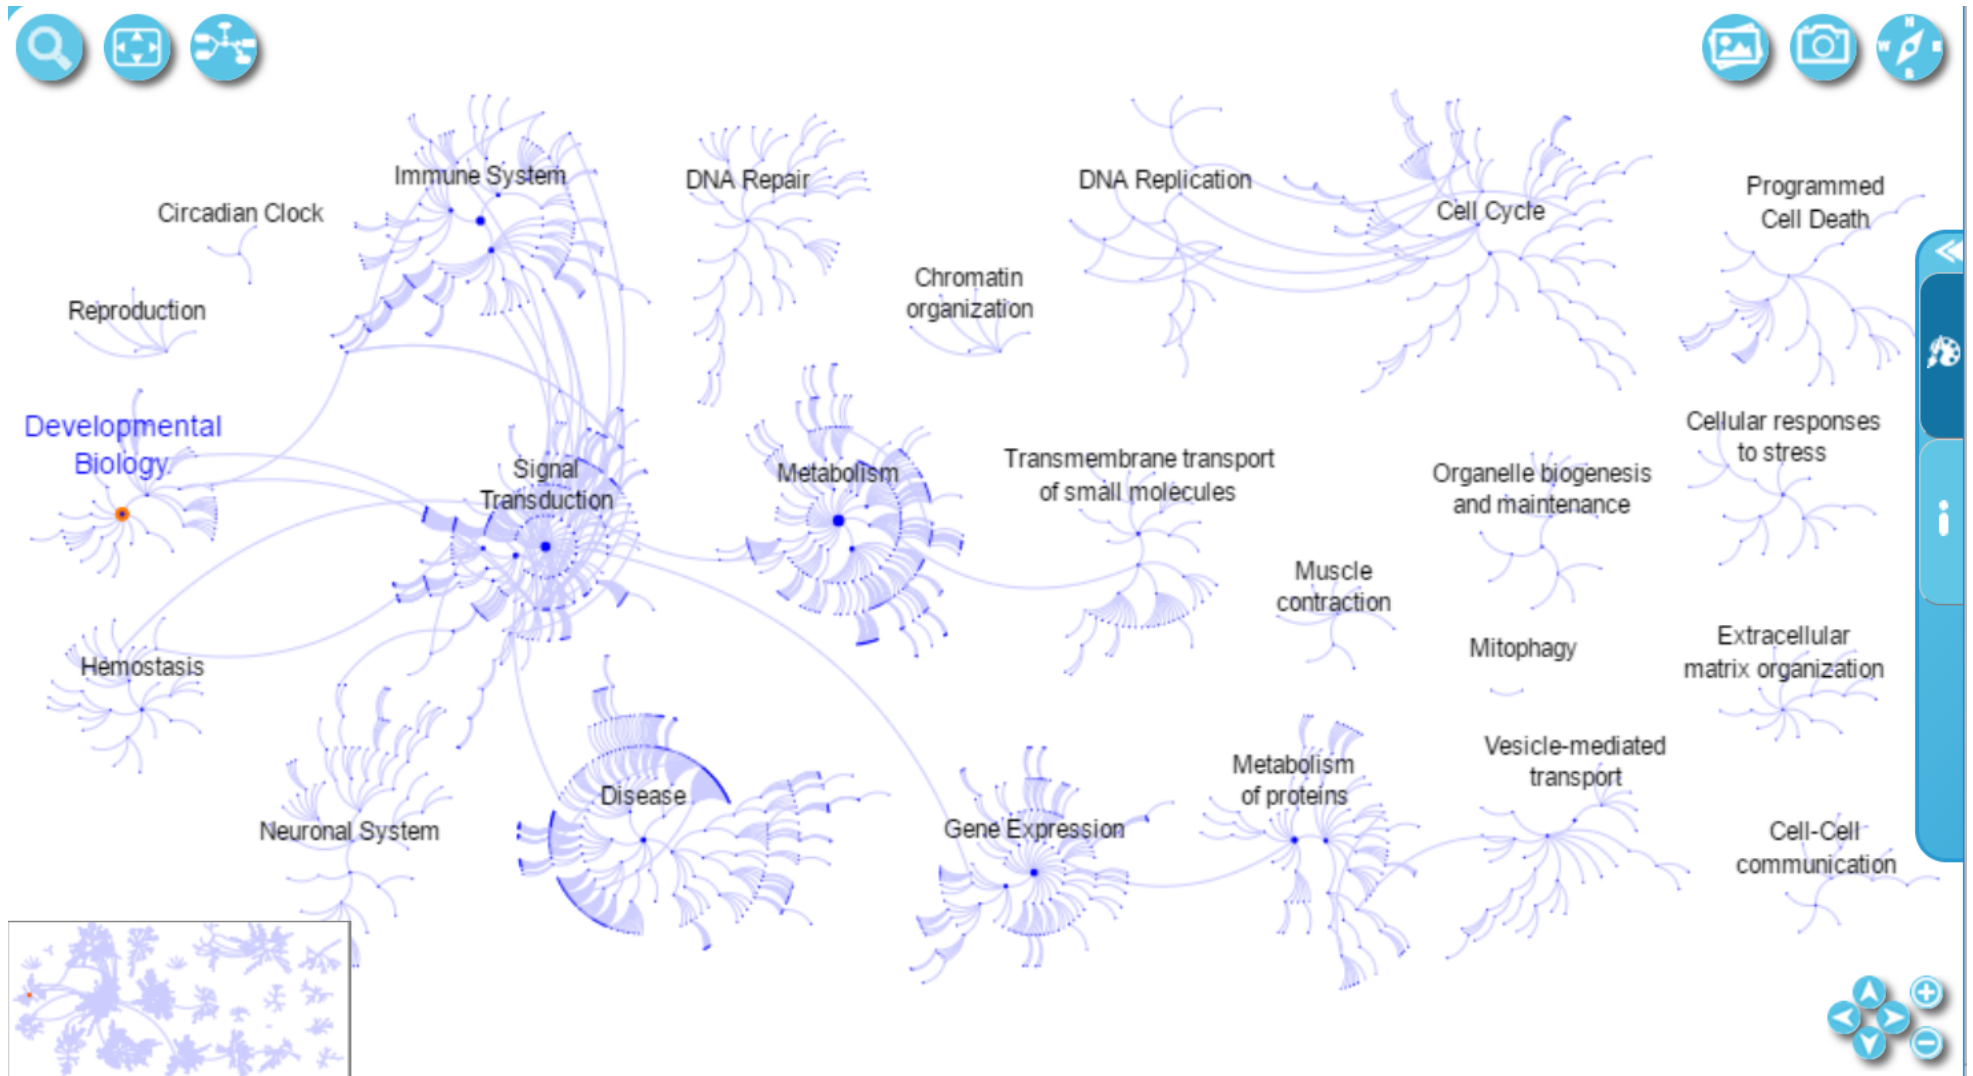 N
W
E
S
Immune System
DNA Repair
DNA Replication
Cell Cycle
Programmed
Cell Death
Circadian Clock
Chromatin
organization
Reproduction
Developmental
Biology
Signal
Transduction
Metabolism
Transmembrane transport
of small molecules
Organelle biogenesis
and maintenance
Cellular responses
to stress
i
Muscle
contraction
Mitophagy
Extracellular
matrix organization
Hemostasis
Neuronal System
Disease
Gene Expression
Metabolism
of proteins
Vesicle-mediated
transport
Cell-Cell
communication